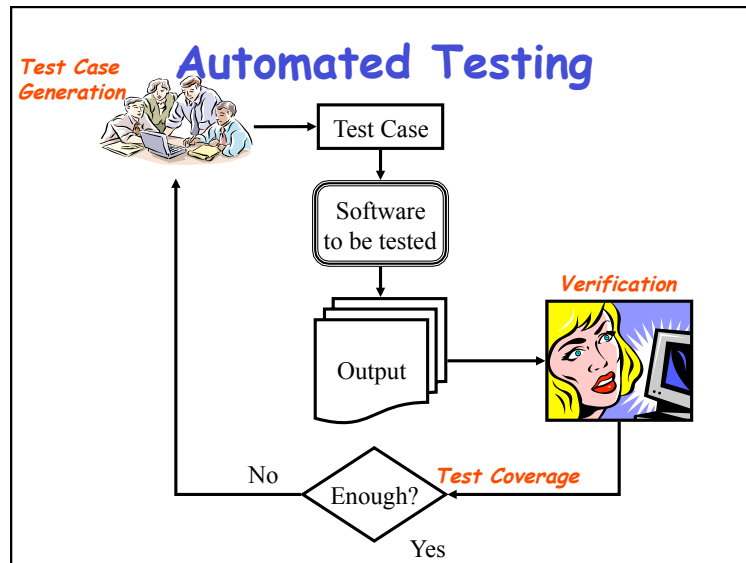 Automated Testing
Test Case
Generation
Test Case
Software
to be tested
Verification
Output
No
Enough?
Test Coverage
Yes